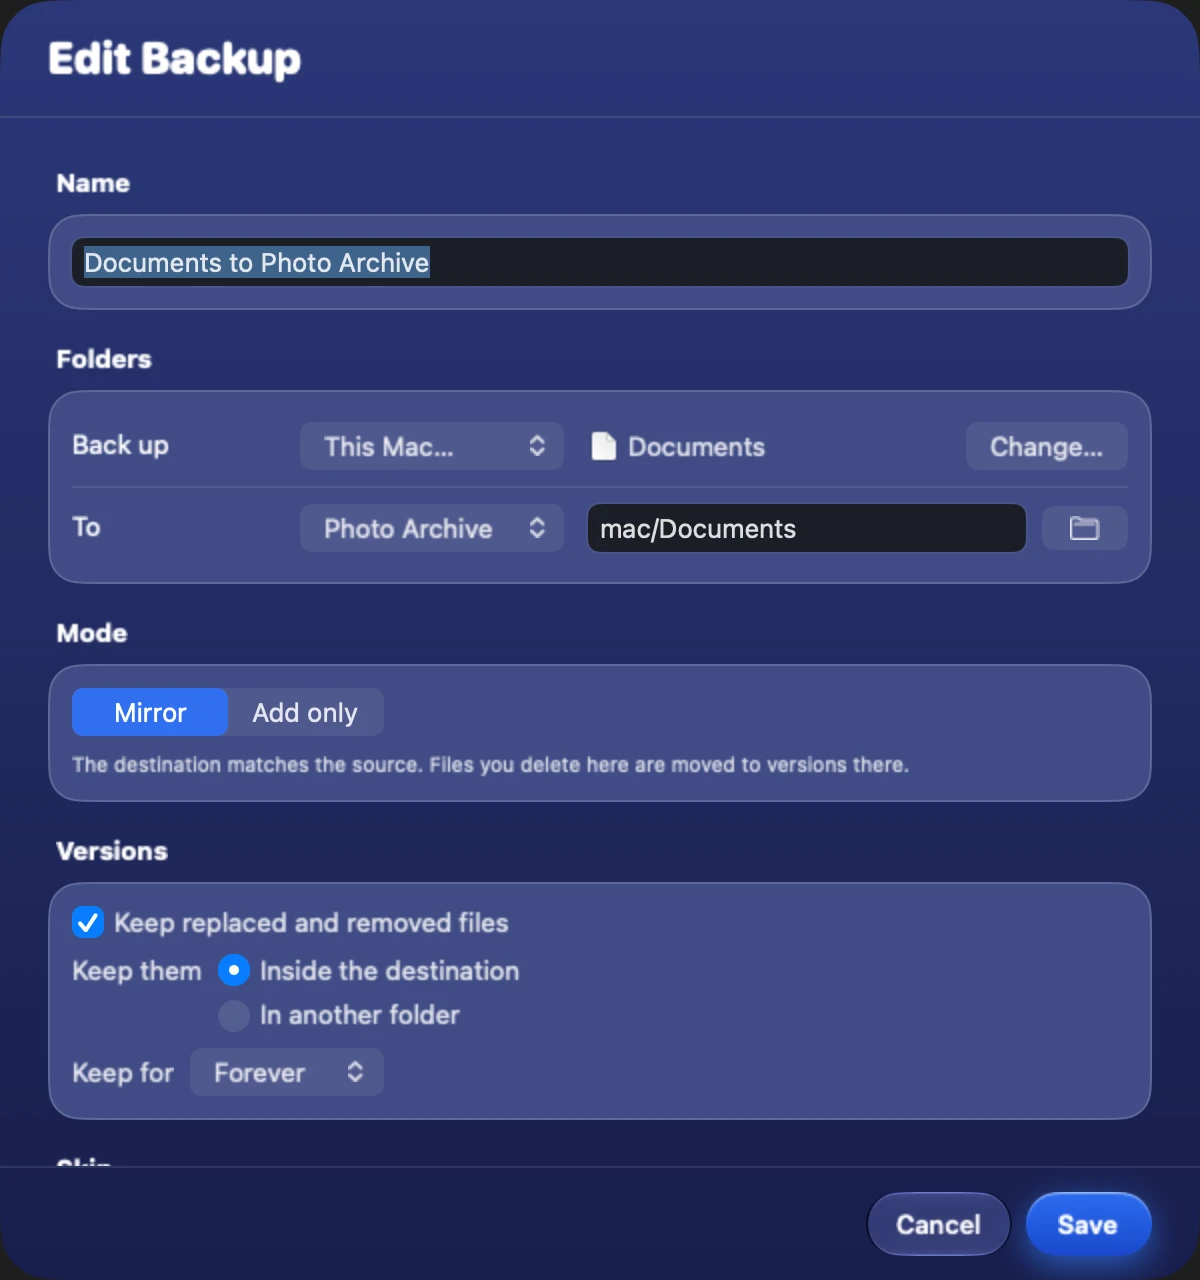 Edit Backup
Name
Documents to Photo Archive
Folders
Back up This Mac... Documents Change...
To Photo Archive mac/Documents
Mode
Mirror Add only
The destination matches the source. Files you delete here are moved to versions there.
Versions
Keep replaced and removed files
Keep them Inside the destination
In another folder
Keep for Forever
Cancel Save